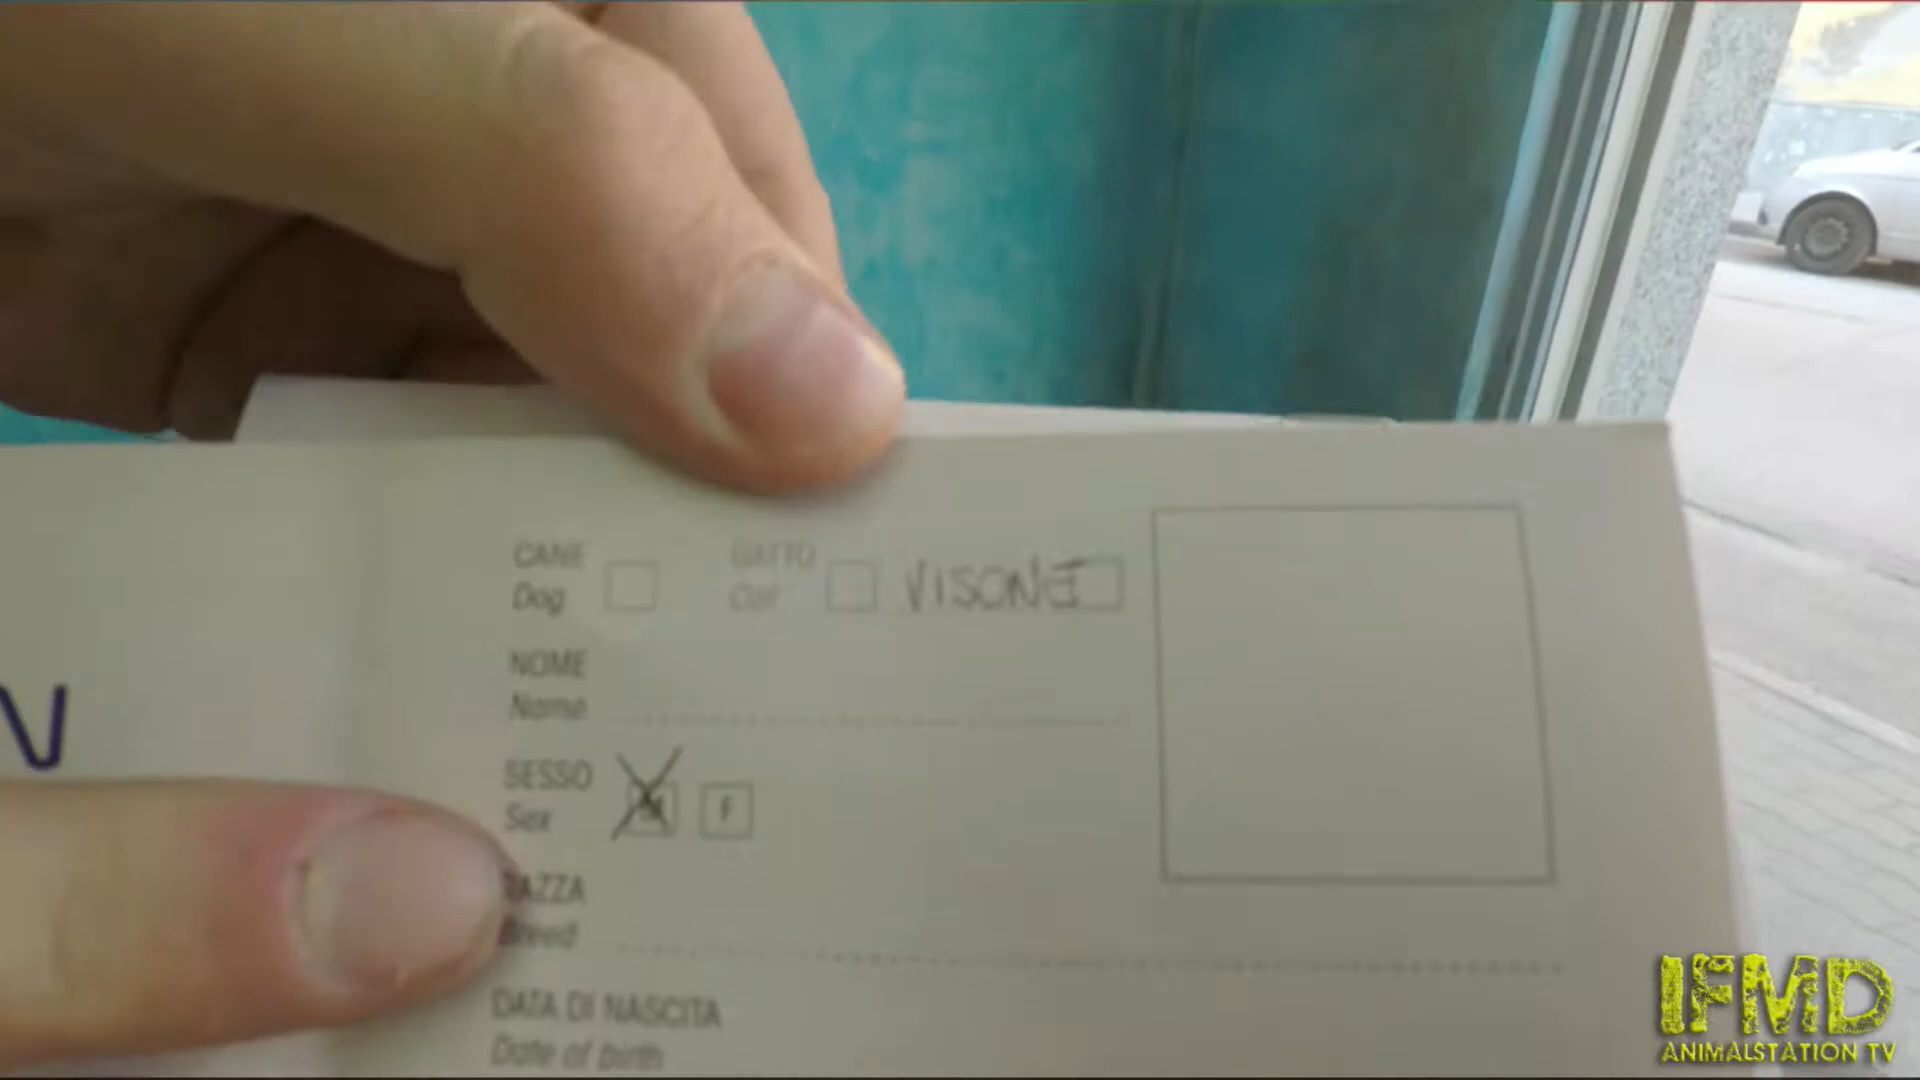 CANE GATTO
Dog Cat VISONE
NOME
Name
SESSO
Sex M F
RAZZA
Breed
DATA DI NASCITA
Date of birth
IFMD
ANIMALSTATION TV